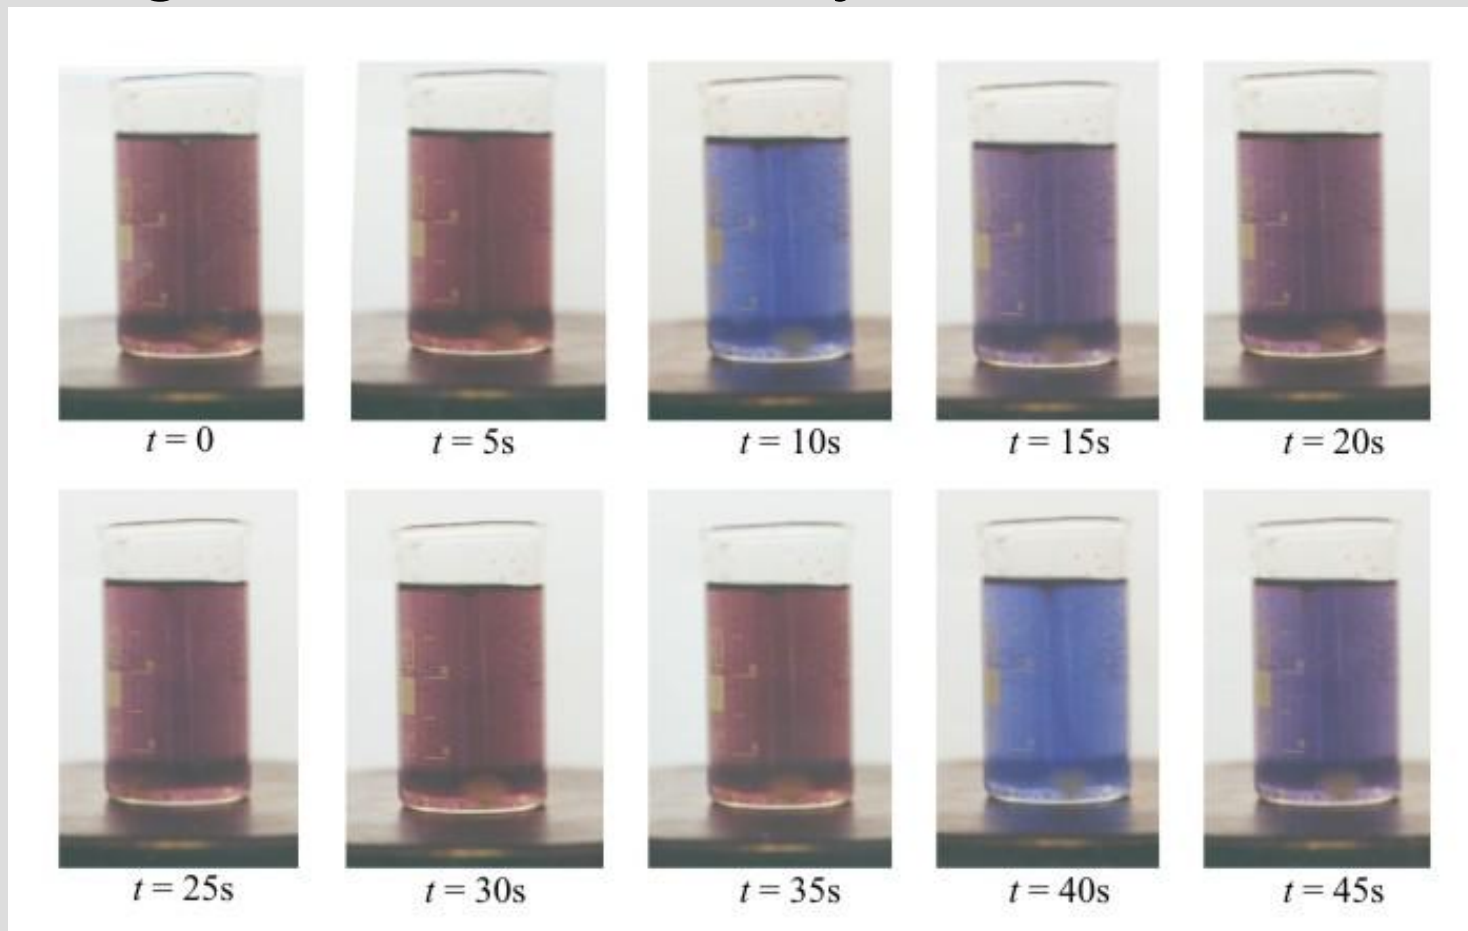 t = 0
t = 5s
t = 10s
t = 15s
t = 20s
t = 25s
t = 30s
t = 35s
t = 40s
t = 45s